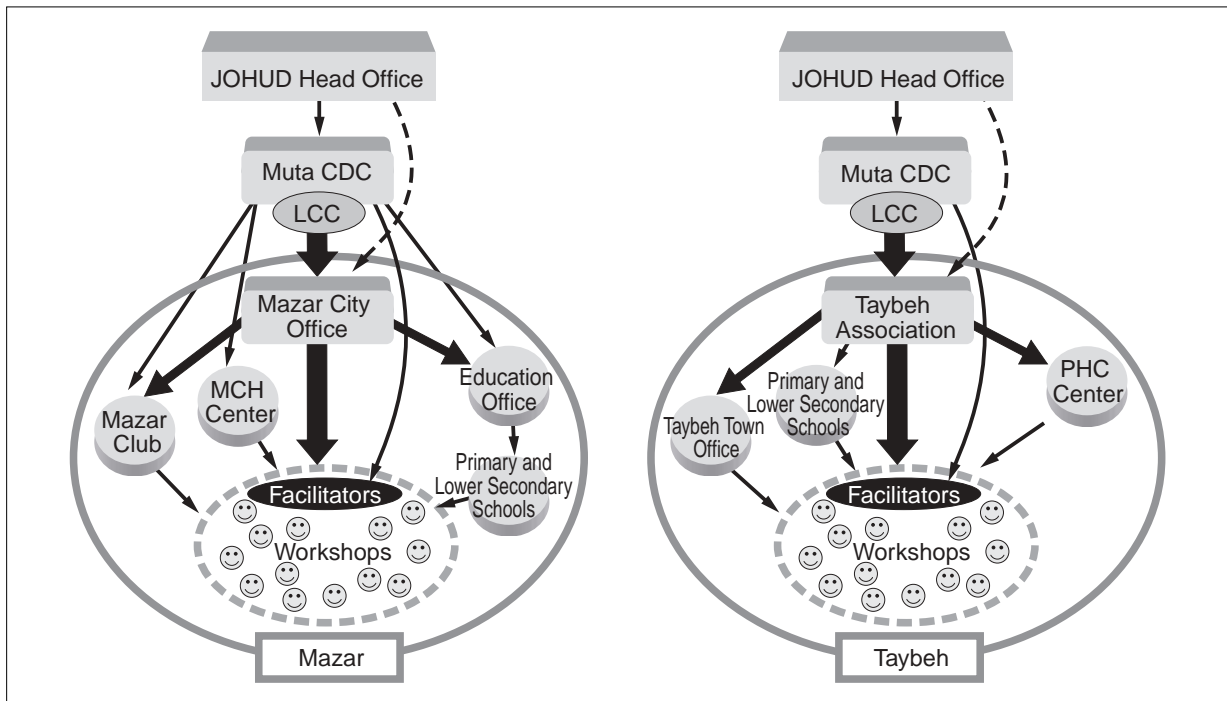 JOHUD Head Office
Muta CDC
LCC
Mazar City
Office
Mazar
Club
MCH
Center
Education
Office
Primary and
Lower Secondary
Schools
Facilitators
Workshops
Mazar
JOHUD Head Office
Muta CDC
LCC
Taybeh
Association
Taybeh Town
Office
Primary and
Lower Secondary
Schools
PHC
Center
Facilitators
Workshops
Taybeh